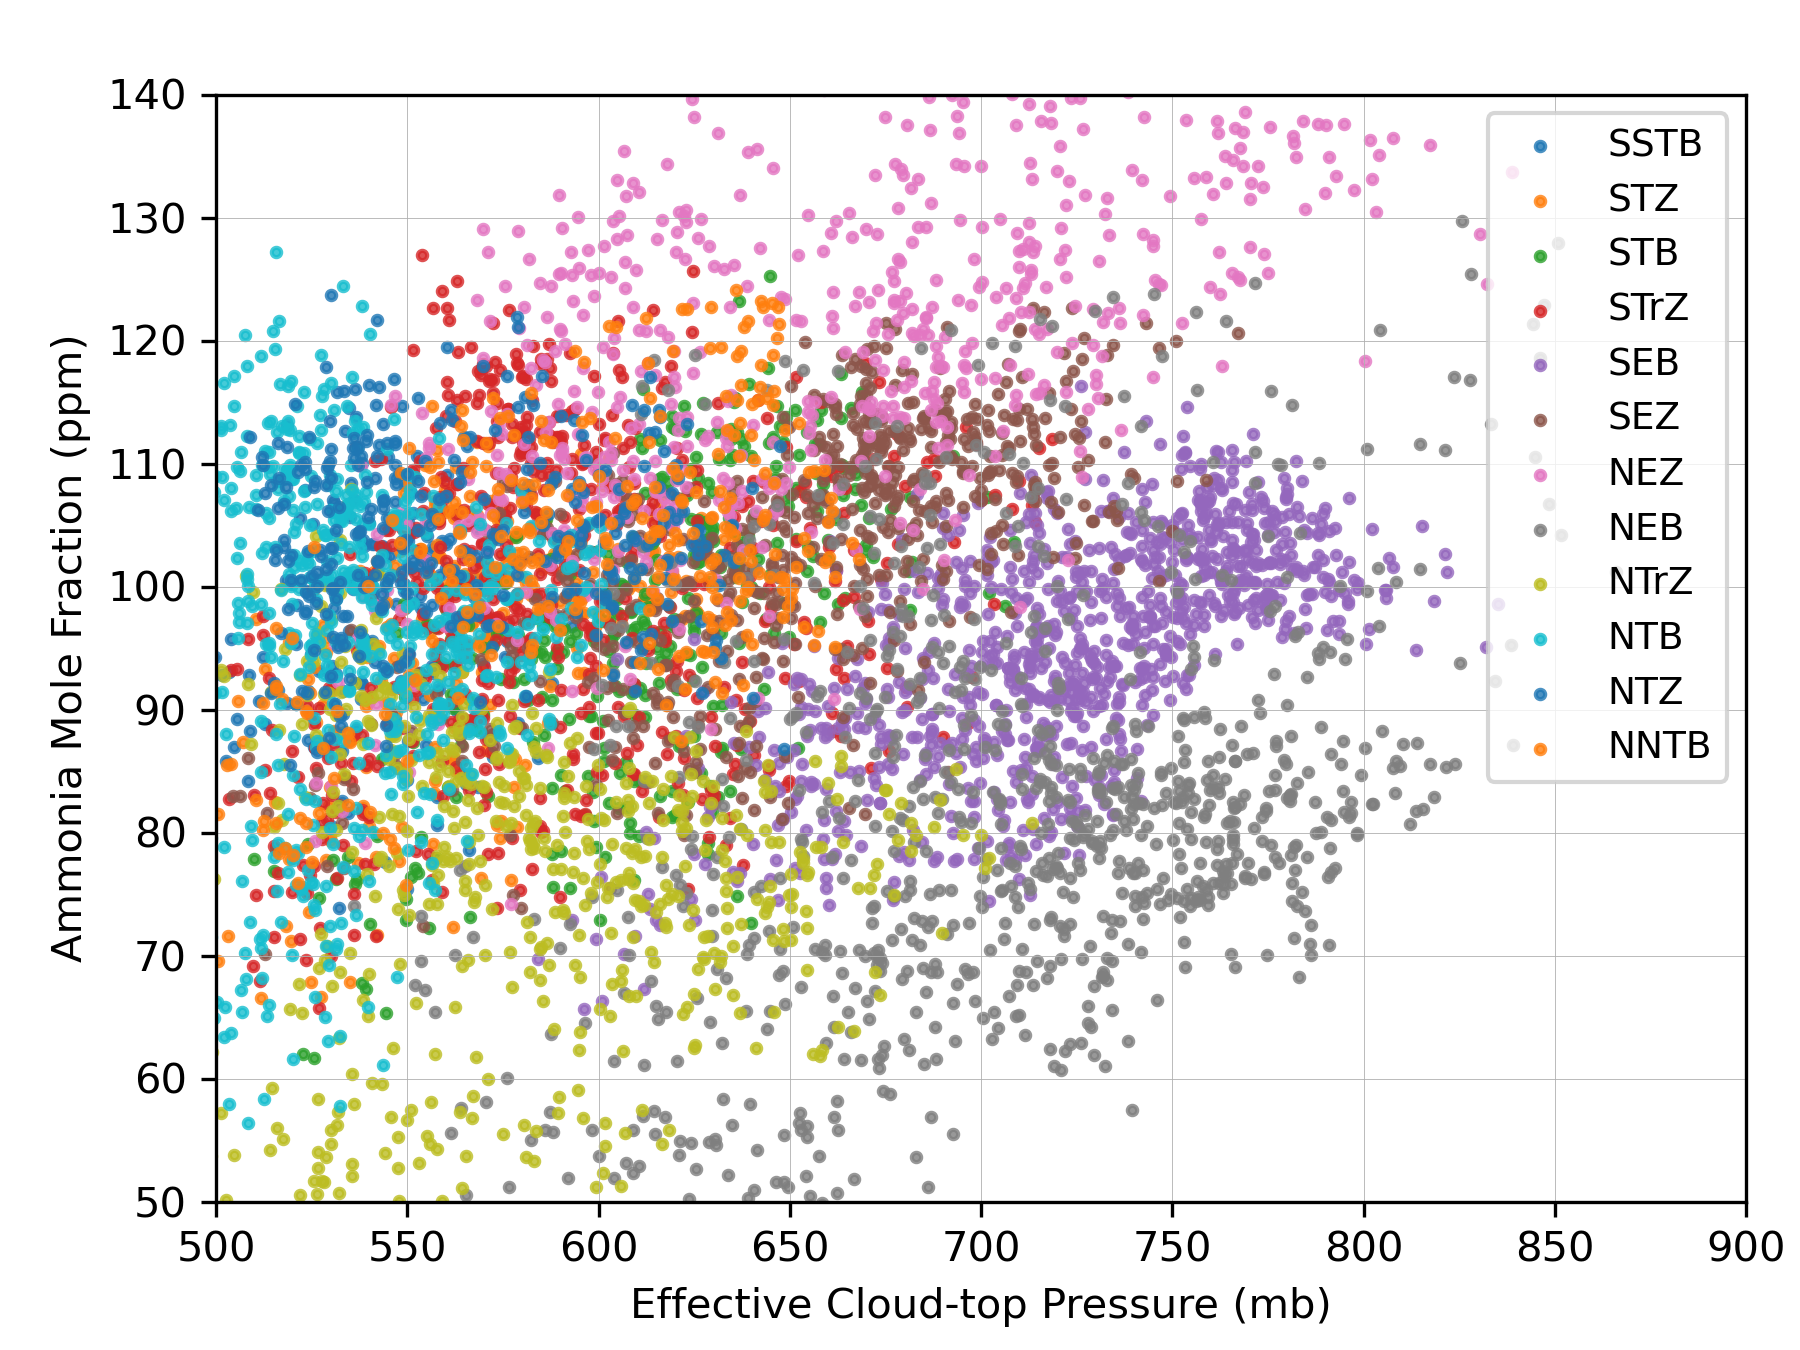 140
130
120
110
100
90
80
70
60
50
Ammonia Mole Fraction (ppm)
500 550 600 650 700 750 800 850 900
Effective Cloud-top Pressure (mb)
SSTB
STZ
STB
STrZ
SEB
SEZ
NEZ
NEB
NTrZ
NTB
NTZ
NNTB